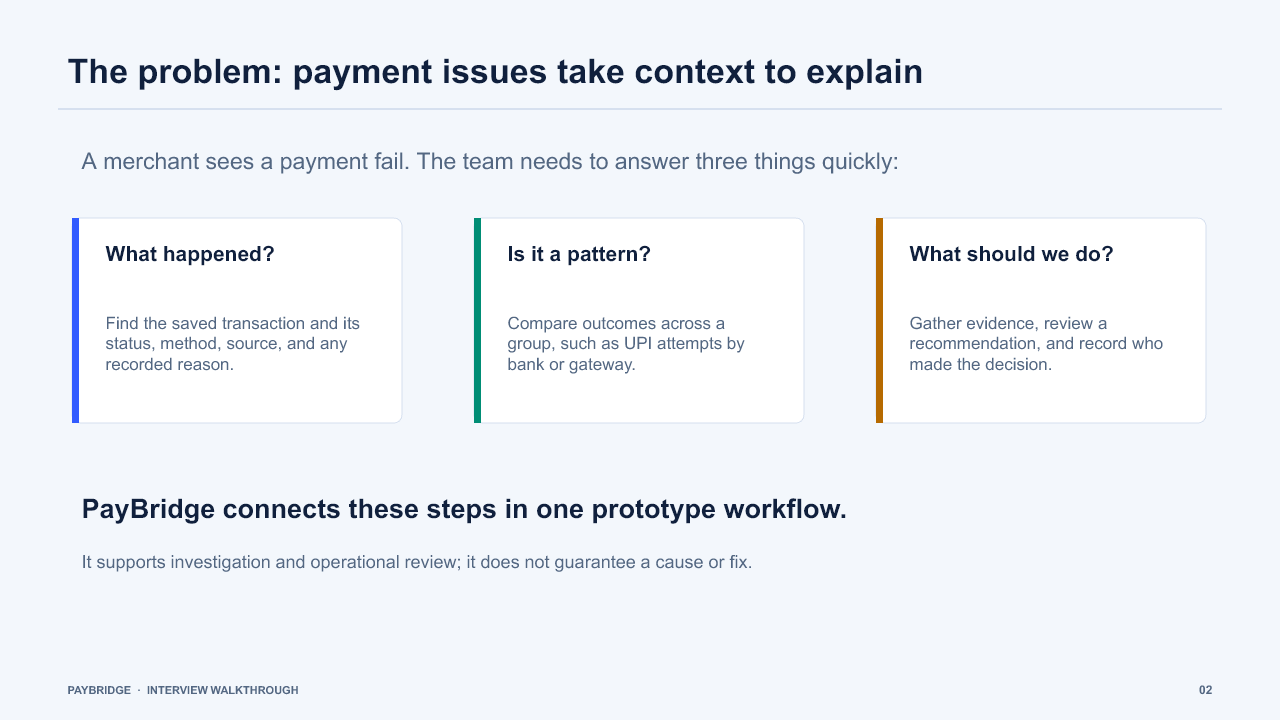 The problem: payment issues take context to explain
A merchant sees a payment fail. The team needs to answer three things quickly:
What happened?
Find the saved transaction and its
status, method, source, and any
recorded reason.
Is it a pattern?
Compare outcomes across a
group, such as UPI attempts by
bank or gateway.
What should we do?
Gather evidence, review a
recommendation, and record who
made the decision.
PayBridge connects these steps in one prototype workflow.
It supports investigation and operational review; it does not guarantee a cause or fix.
PAYBRIDGE · INTERVIEW WALKTHROUGH
02